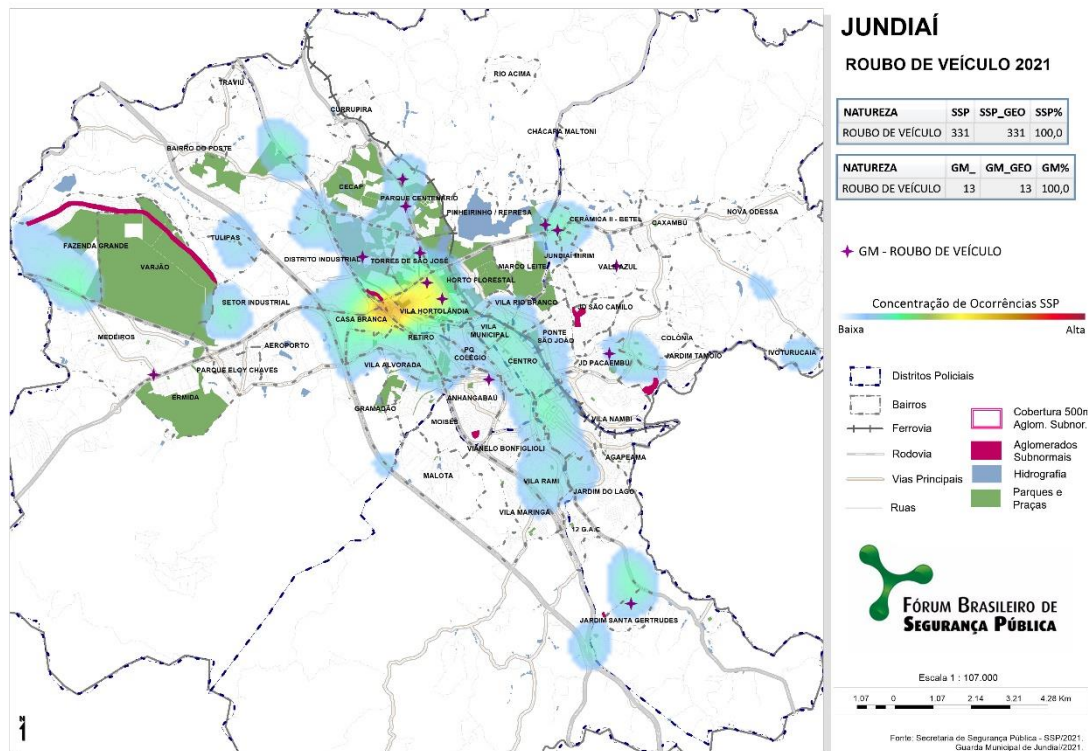 JUNDIAÍ
ROUBO DE VEÍCULO 2021
NATUREZA SSP SSP_GEO SSP%
ROUBO DE VEÍCULO 331 331 100,0
NATUREZA GM_ GM_GEO GM%
ROUBO DE VEÍCULO 13 13 100,0
GM - ROUBO DE VEÍCULO
Concentração de Ocorrências SSP
Baixa Alta
Distritos Policiais
Bairros
Ferrovia
Rodovia
Vias Principais
Ruas
Cobertura 500m
Aglom. Subnor.
Aglomerados
Subnormais
Hidrografia
Parques e
Praças
FÓRUM BRASILEIRO DE
SEGURANÇA PÚBLICA
Escala 1 : 107.000
1.07 0 1.07 2.14 3.21 4.28 Km
Fonte: Secretaria de Segurança Pública - SSP/2021.
Guarda Municipal de Jundiaí/2021.
RIO ACIMA
TRAVIÚ
CURRUPIRA
CHÁCARA MALTONI
BAIRRO DO POSTE
CECAP
PARQUE CENTENÁRIO
PINHEIRINHO / REPRESA
CERÂMICA II - BETEL
CAXAMBÚ
NOVA ODESSA
TULIPAS
FAZENDA GRANDE
VARJÃO
DISTRITO INDUSTRIAL
TORRES DE SÃO JOSÉ
JUNDIAÍ MIRIM
MARCO LEITE
VALE AZUL
HORTO FLORESTAL
SETOR INDUSTRIAL
VILA RIO BRANCO
JD SÃO CAMILO
CASA BRANCA
VILA HORTOLÂNDIA
VILA
MUNICIPAL
PONTE
SÃO JOÃO
MEDEIROS
AEROPORTO
RETIRO
COLÔNIA
PQ
COLÉGIO
CENTRO
JD PACAEMBÚ
JARDIM TAMOIO
IVOTURUCAIA
PARQUE ELOY CHAVES
VILA ALVORADA
ERMIDA
ANHANGABAÚ
GRAMADÃO
MOISÉS
VILA NAMBI
VIANELO BONFIGLIOLI
AGAPEAMA
MALOTA
VILA RAMI
JARDIM DO LAGO
VILA MARINGÁ
12 G.A.C
JARDIM SANTA GERTRUDES
N